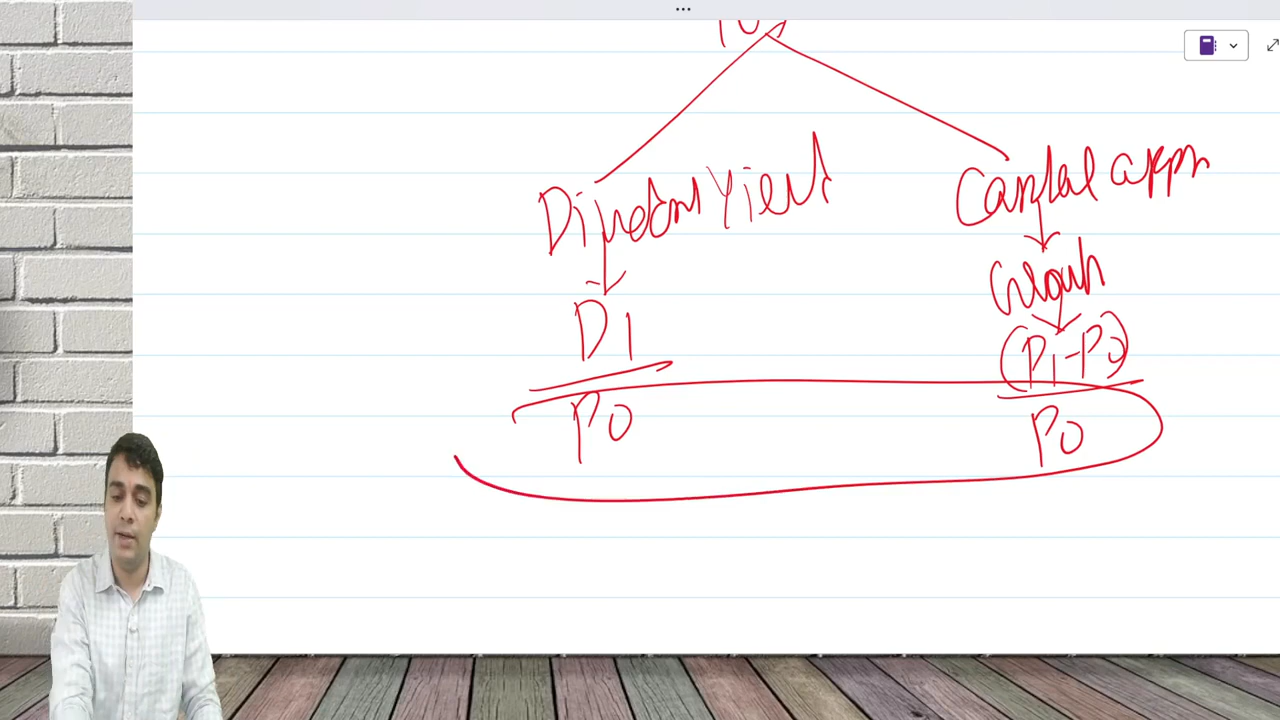 Dividend Yield
Capital appn
Growth
D1
(P1-P0)
P0
P0